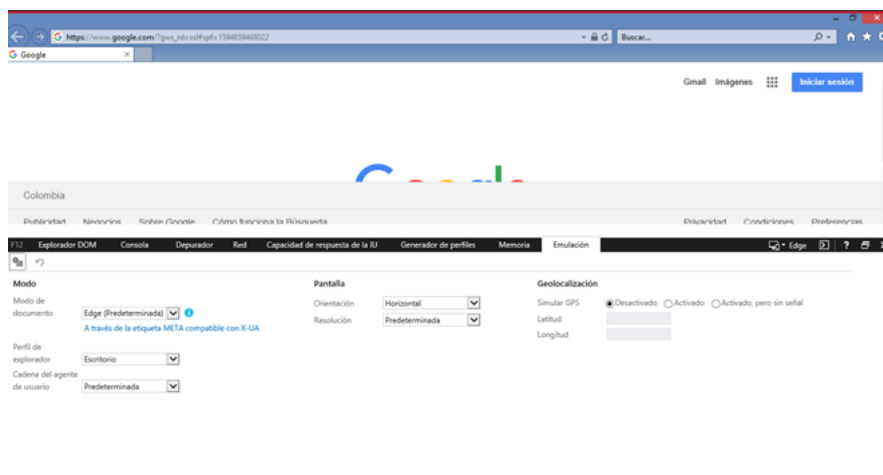 https://www.google.com/?gws_rd=ssl#spf=1594659468022
Buscar...
Google
Gmail Imágenes Iniciar sesión
Google
Colombia
Publicidad Negocios Sobre Google Cómo funciona la Búsqueda Privacidad Condiciones Preferencias
F12 Explorador DOM Consola Depurador Red Capacidad de respuesta de la IU Generador de perfiles Memoria Emulación Edge ?
Modo Pantalla Geolocalización
Modo de documento Edge (Predeterminada)
A través de la etiqueta META compatible con X-UA
Orientación Horizontal
Resolución Predeterminada
Simular GPS Desactivado Activado Activado, pero sin señal
Latitud
Longitud
Perfil de explorador Escritorio
Cadena del agente de usuario Predeterminada